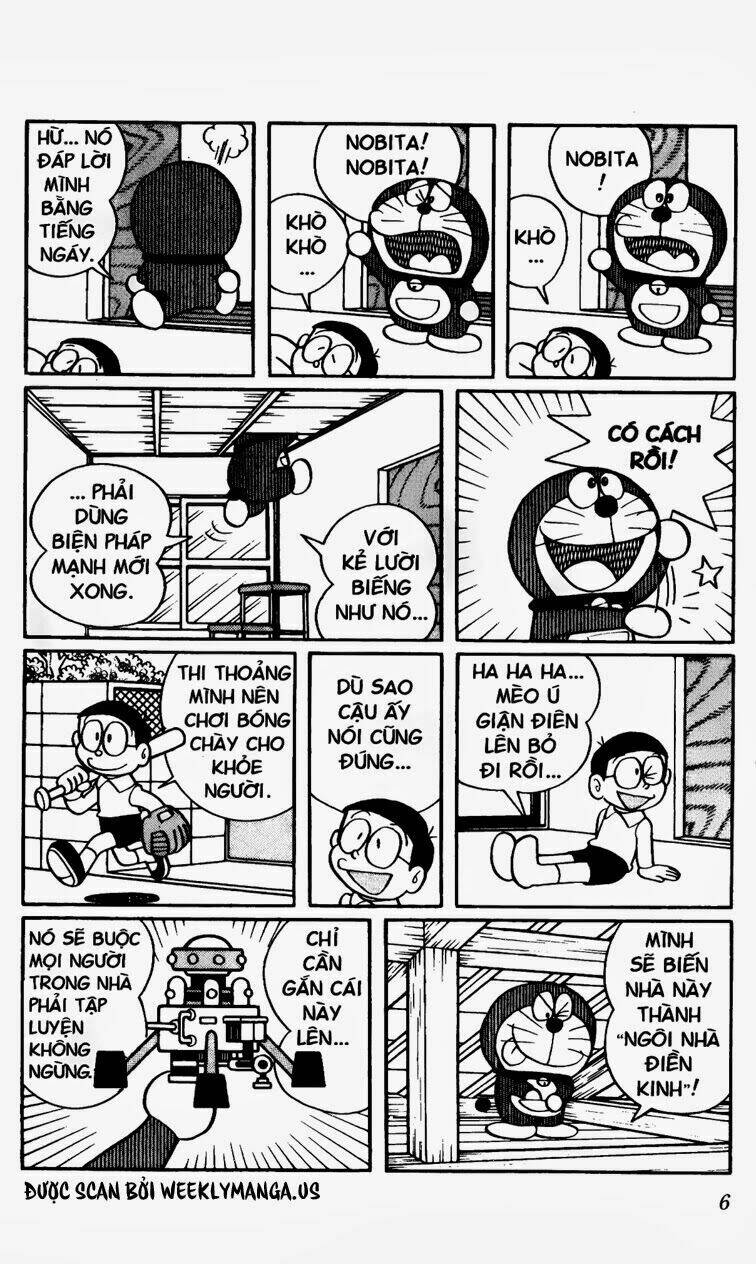 NOBITA
!
KHÒ
...
NOBITA!
NOBITA!
KHÒ
KHÒ
...
HỪ... NÓ
ĐÁP LỜI
MÌNH
BẰNG
TIẾNG
NGÁY.
CÓ CÁCH
RỒI!
VỚI
KẺ LƯỜI
BIẾNG
NHƯ NÓ...
... PHẢI
DÙNG
BIỆN PHÁP
MẠNH MỚI
XONG.
HA HA HA...
MÈO Ú
GIẬN ĐIÊN
LÊN BỎ
ĐI RỒI...
DÙ SAO
CẬU ẤY
NÓI CŨNG
ĐÚNG...
THI THOẢNG
MÌNH NÊN
CHƠI BÓNG
CHÀY CHO
KHỎE
NGƯỜI.
MÌNH
SẼ BIẾN
NHÀ NÀY
THÀNH
“NGÔI NHÀ
ĐIỀN
KINH”!
CHỈ
CẦN
GẮN CÁI
NÀY
LÊN...
NÓ SẼ BUỘC
MỌI NGƯỜI
TRONG NHÀ
PHẢI TẬP
LUYỆN
KHÔNG
NGỪNG.
ĐƯỢC SCAN BỞI WEEKLYMANGA.US
6